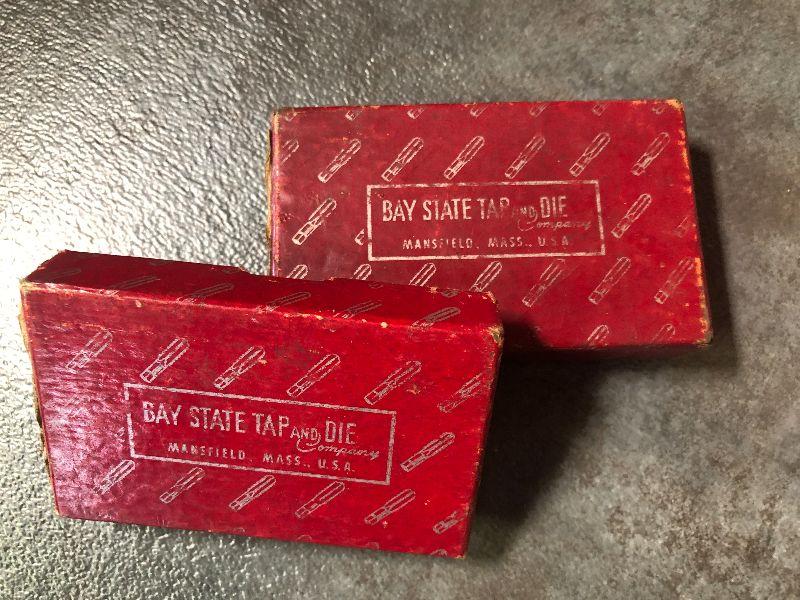 BAY STATE TAP AND DIE
Company
MANSFIELD, MASS., U.S.A.
BAY STATE TAP AND DIE
Company
MANSFIELD, MASS., U.S.A.